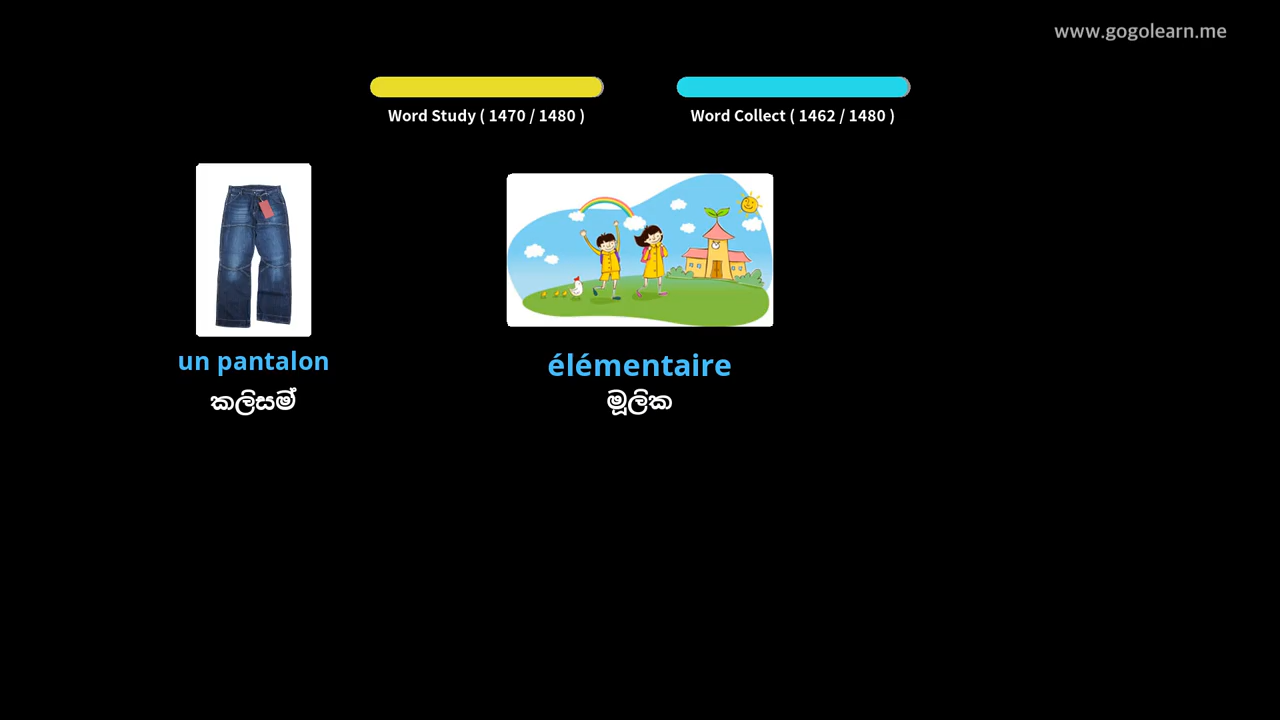 www.gogolearn.me
Word Study ( 1470 / 1480 )
Word Collect ( 1462 / 1480 )
un pantalon
කලිසම්
élémentaire
මූලික